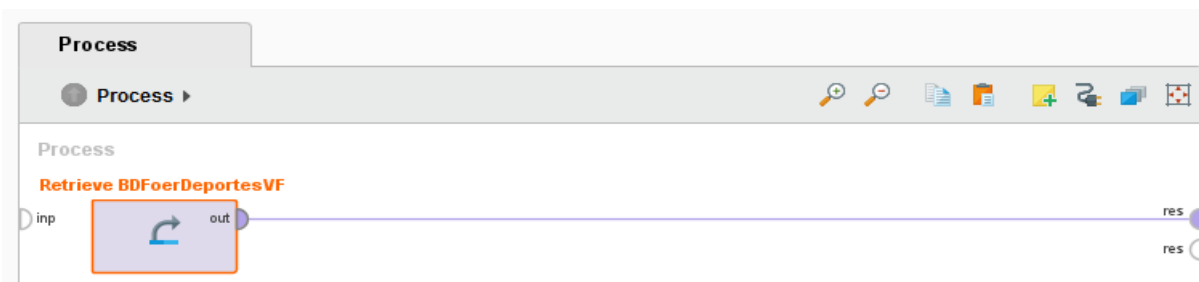 Process
Process
Process
Retrieve BDFoerDeportesVF
inp
out
res
res